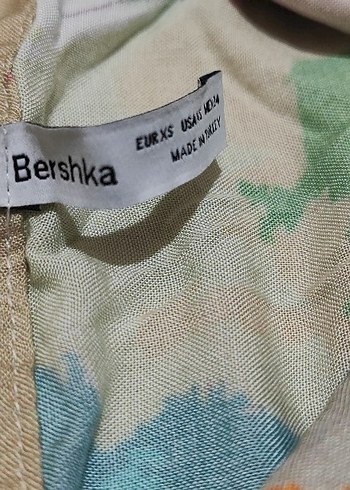 Bershka
EUR XS USA XS MEX 24
MADE IN TURKEY